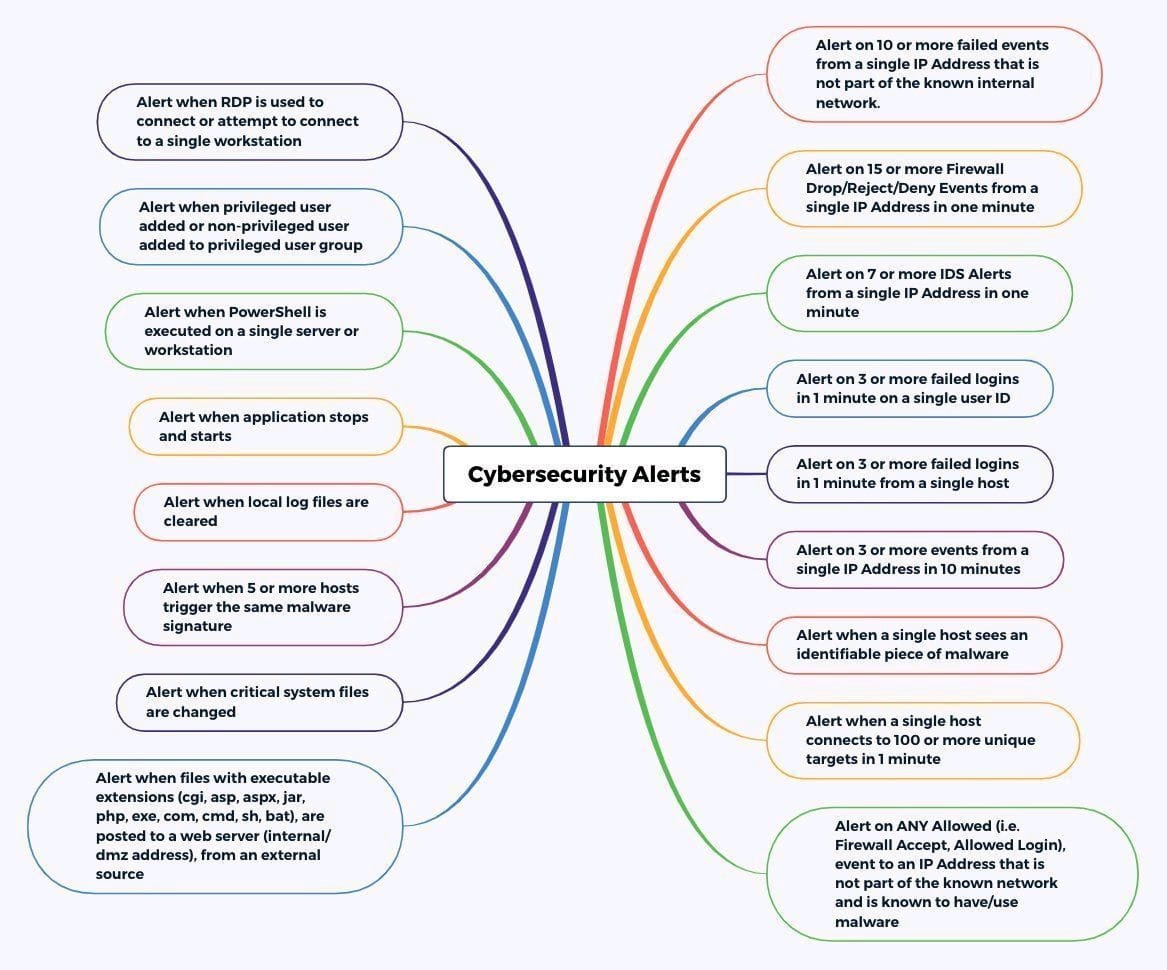 Alert when RDP is used to
connect or attempt to connect
to a single workstation
Alert when privileged user
added or non-privileged user
added to privileged user group
Alert when PowerShell is
executed on a single server or
workstation
Alert when application stops
and starts
Alert when local log files are
cleared
Alert when 5 or more hosts
trigger the same malware
signature
Alert when critical system files
are changed
Alert when files with executable
extensions (cgi, asp, aspx, jar,
php, exe, com, cmd, sh, bat), are
posted to a web server (internal/
dmz address), from an external
source
Cybersecurity Alerts
Alert on 10 or more failed events
from a single IP Address that is
not part of the known internal
network.
Alert on 15 or more Firewall
Drop/Reject/Deny Events from a
single IP Address in one minute
Alert on 7 or more IDS Alerts
from a single IP Address in one
minute
Alert on 3 or more failed logins
in 1 minute on a single user ID
Alert on 3 or more failed logins
in 1 minute from a single host
Alert on 3 or more events from a
single IP Address in 10 minutes
Alert when a single host sees an
identifiable piece of malware
Alert when a single host
connects to 100 or more unique
targets in 1 minute
Alert on ANY Allowed (i.e.
Firewall Accept, Allowed Login),
event to an IP Address that is
not part of the known network
and is known to have/use
malware